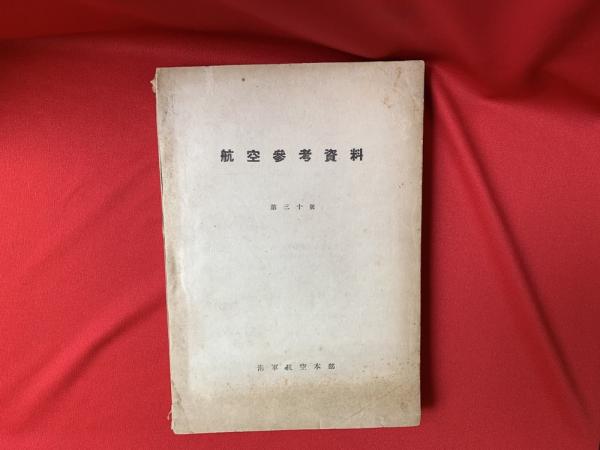 航空參考資料
第三十號
海軍航空本部